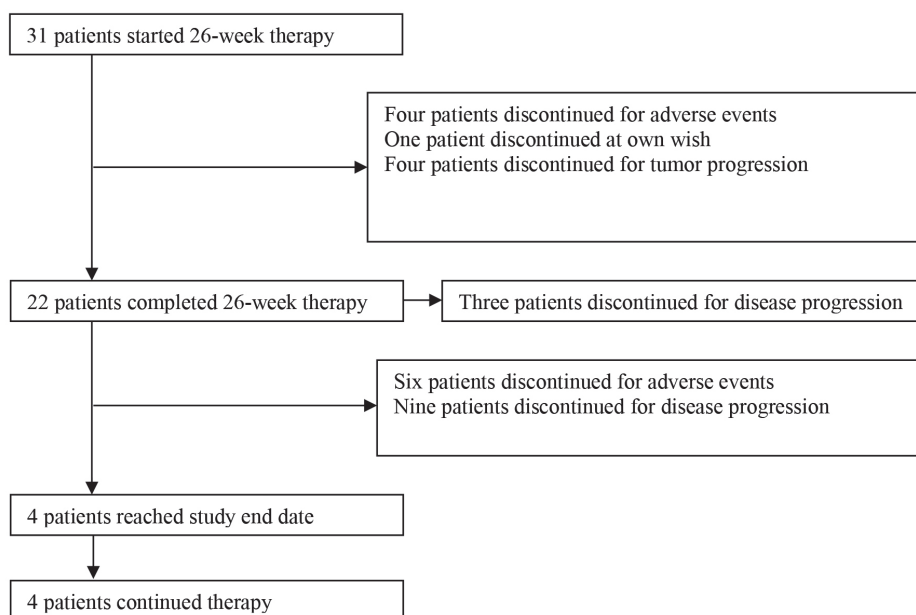 31 patients started 26-week therapy
Four patients discontinued for adverse events
One patient discontinued at own wish
Four patients discontinued for tumor progression
22 patients completed 26-week therapy
Three patients discontinued for disease progression
Six patients discontinued for adverse events
Nine patients discontinued for disease progression
4 patients reached study end date
4 patients continued therapy